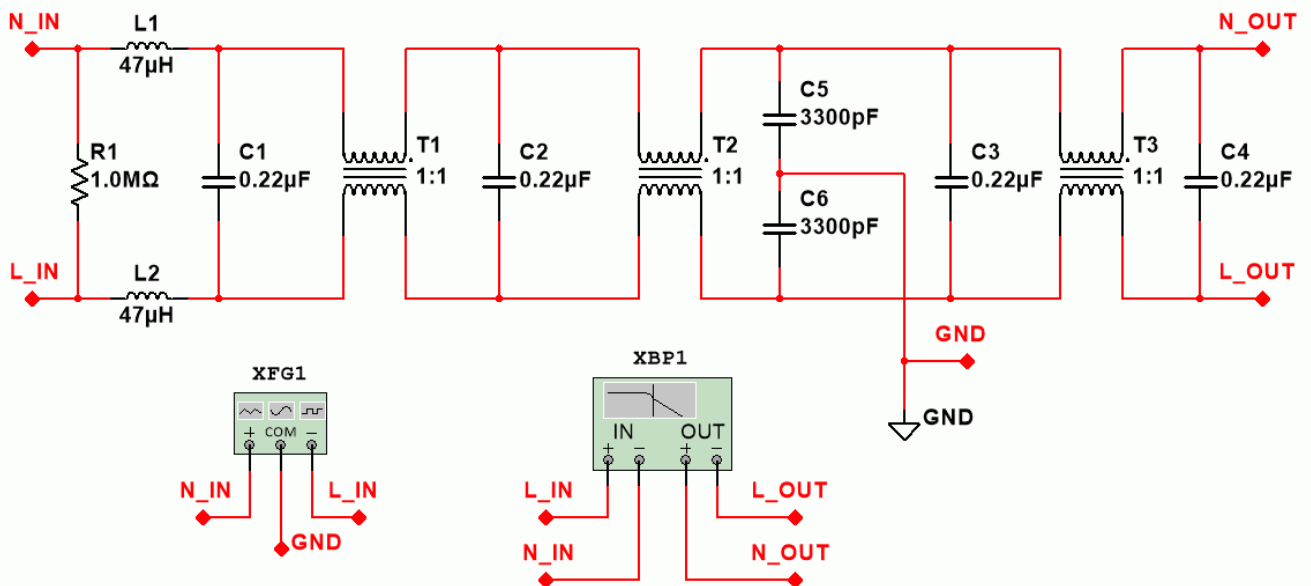 N_IN
L1
47µH
N_OUT
R1
1.0MΩ
C1
0.22µF
T1
1:1
C2
0.22µF
T2
1:1
C5
3300pF
C6
3300pF
C3
0.22µF
T3
1:1
C4
0.22µF
L_IN
L2
47µH
L_OUT
GND
GND
XFG1
+ COM −
N_IN
L_IN
GND
XBP1
IN OUT
+ − + −
L_IN
L_OUT
N_IN
N_OUT